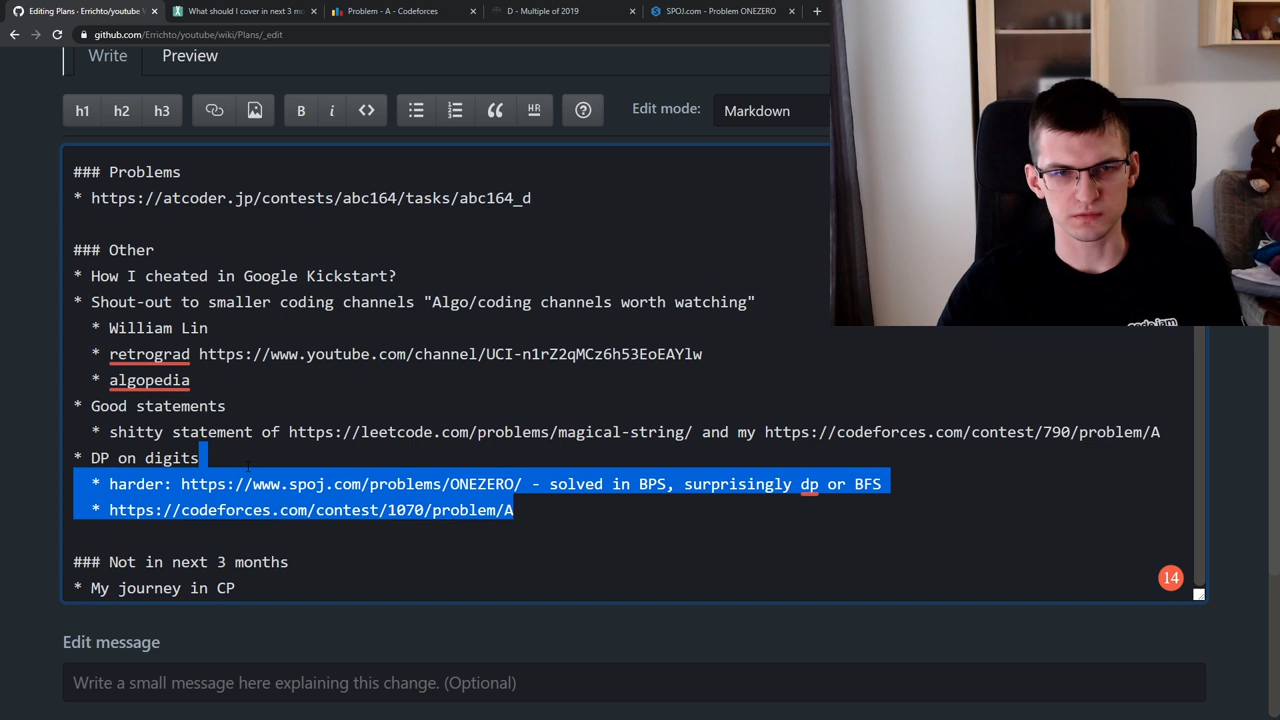 Editing Plans · Errichto/youtube
What should I cover in next 3 mo
Problem - A - Codeforces
D - Multiple of 2019
SPOJ.com - Problem ONEZERO
github.com/Errichto/youtube/wiki/Plans/_edit
Write
Preview
h1
h2
h3
B
i
HR
Edit mode:
Markdown
### Problems
* https://atcoder.jp/contests/abc164/tasks/abc164_d
### Other
* How I cheated in Google Kickstart?
* Shout-out to smaller coding channels "Algo/coding channels worth watching"
* William Lin
* retrograd https://www.youtube.com/channel/UCI-n1rZ2qMCz6h53EoEAYlw
* algopedia
* Good statements
* shitty statement of https://leetcode.com/problems/magical-string/ and my https://codeforces.com/contest/790/problem/A
* DP on digits
* harder: https://www.spoj.com/problems/ONEZERO/ - solved in BPS, surprisingly dp or BFS
* https://codeforces.com/contest/1070/problem/A
### Not in next 3 months
* My journey in CP
14
Edit message
Write a small message here explaining this change. (Optional)